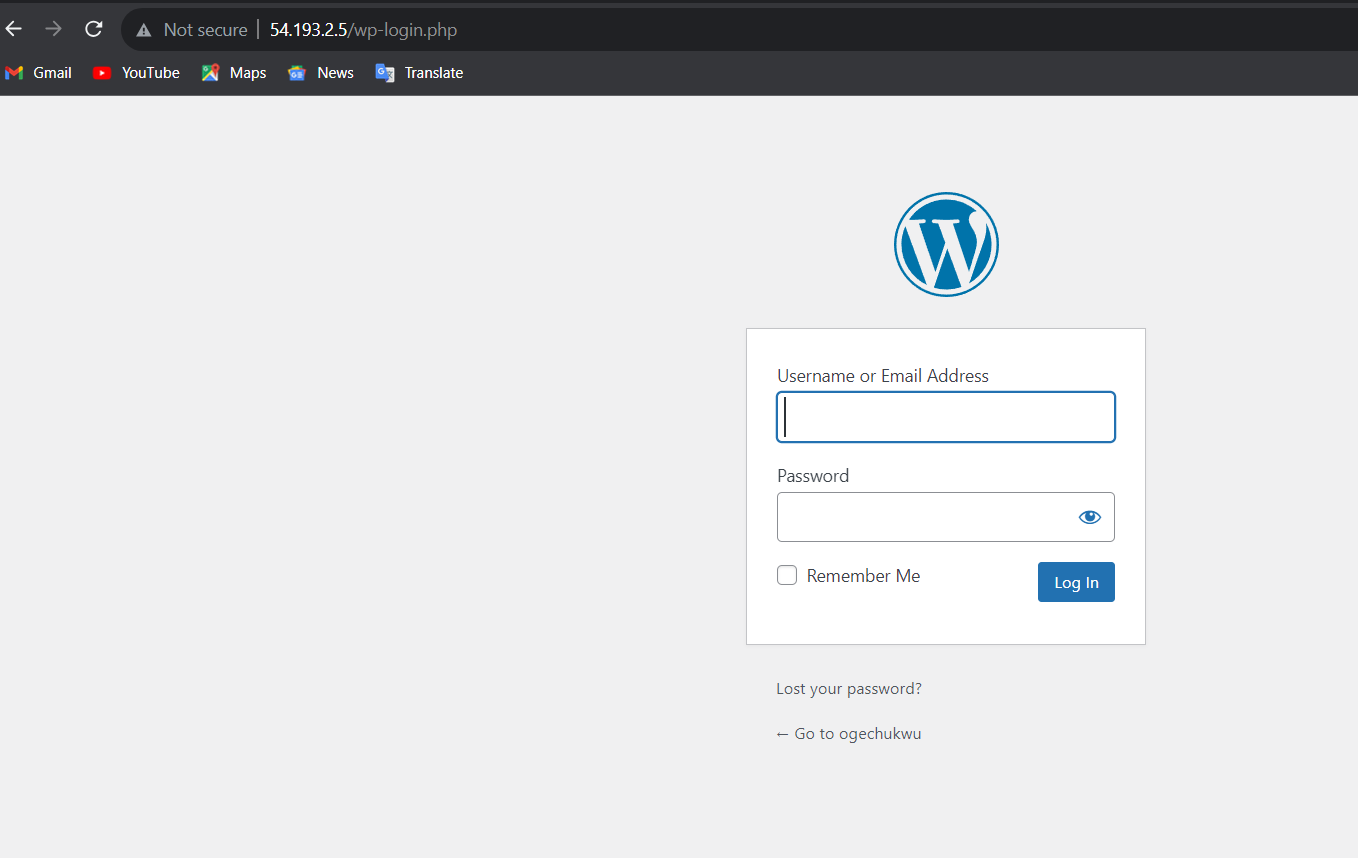 Not secure | 54.193.2.5/wp-login.php
Gmail YouTube Maps News Translate
Username or Email Address
Password
Remember Me
Log In
Lost your password?
← Go to ogechukwu